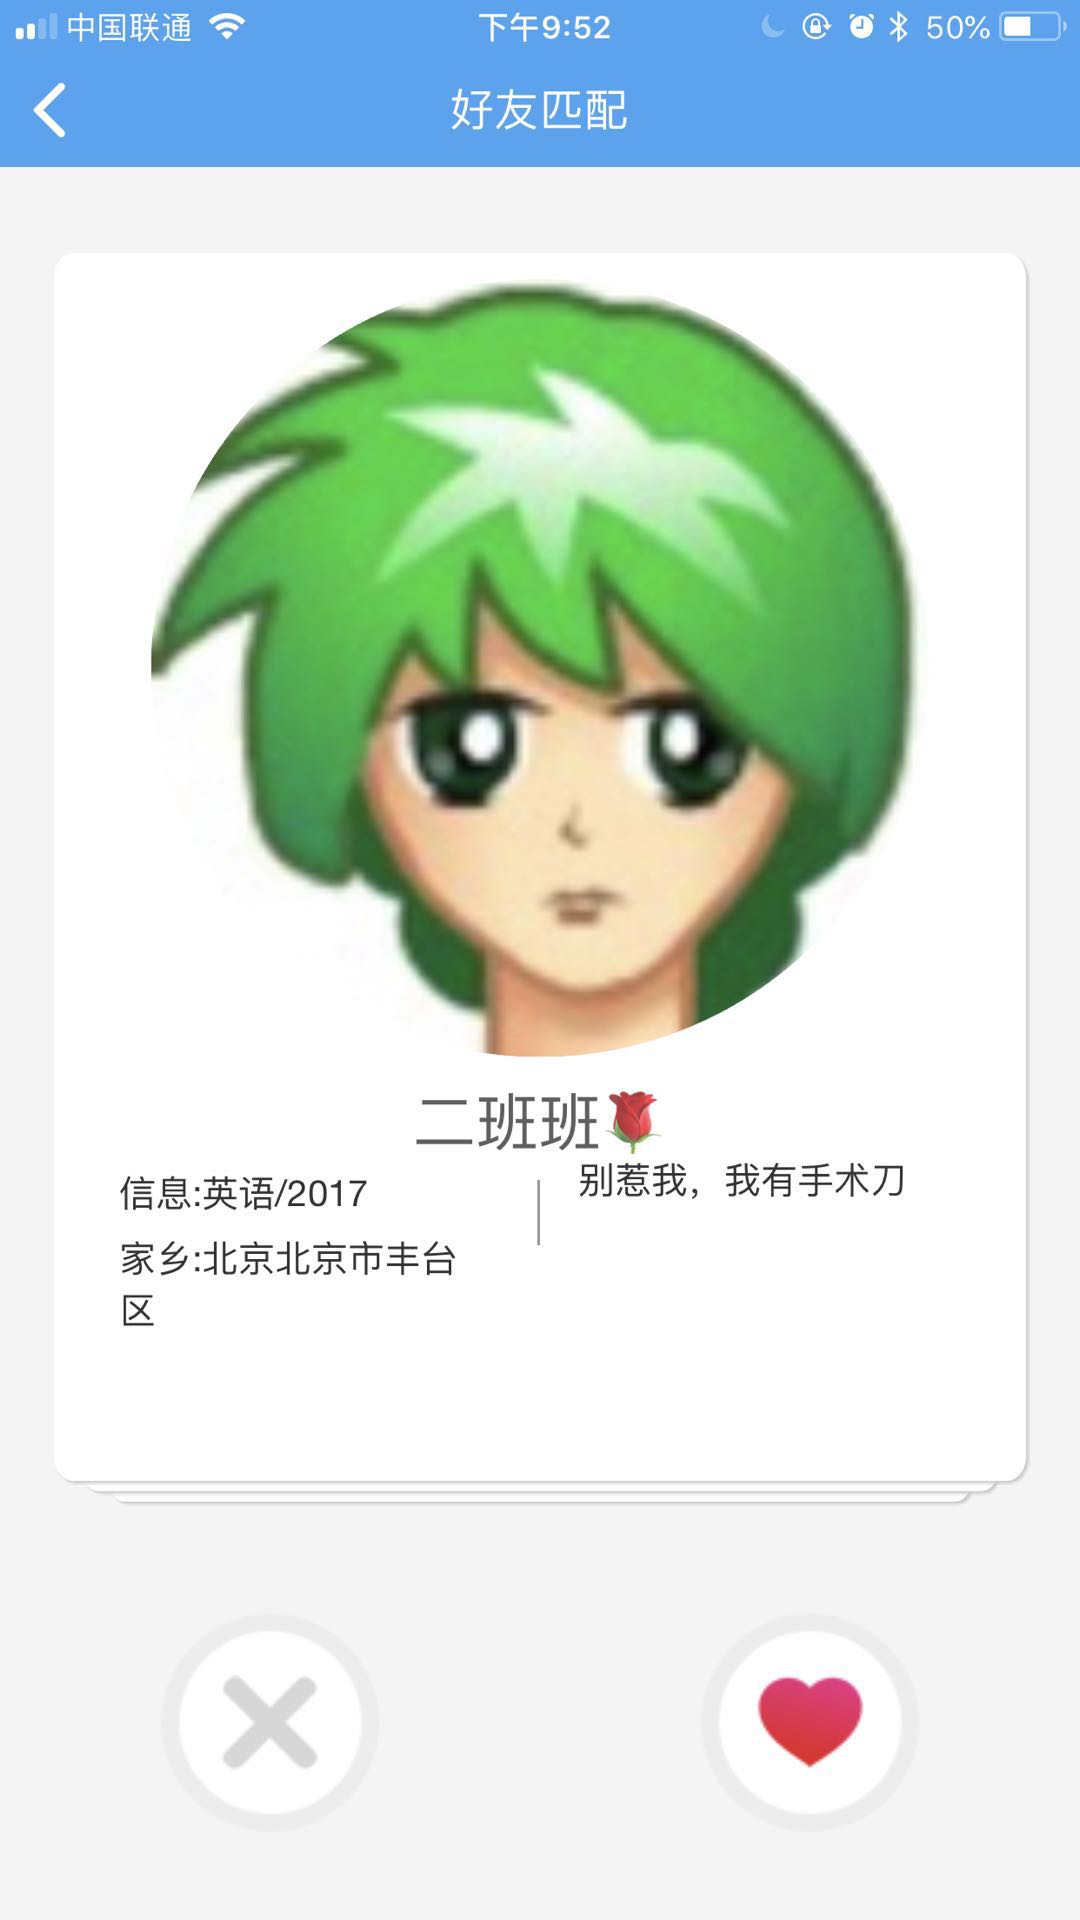 中国联通
下午9:52
50%
好友匹配
二班班🌹
信息:英语/2017
别惹我，我有手术刀
家乡:北京北京市丰台
区